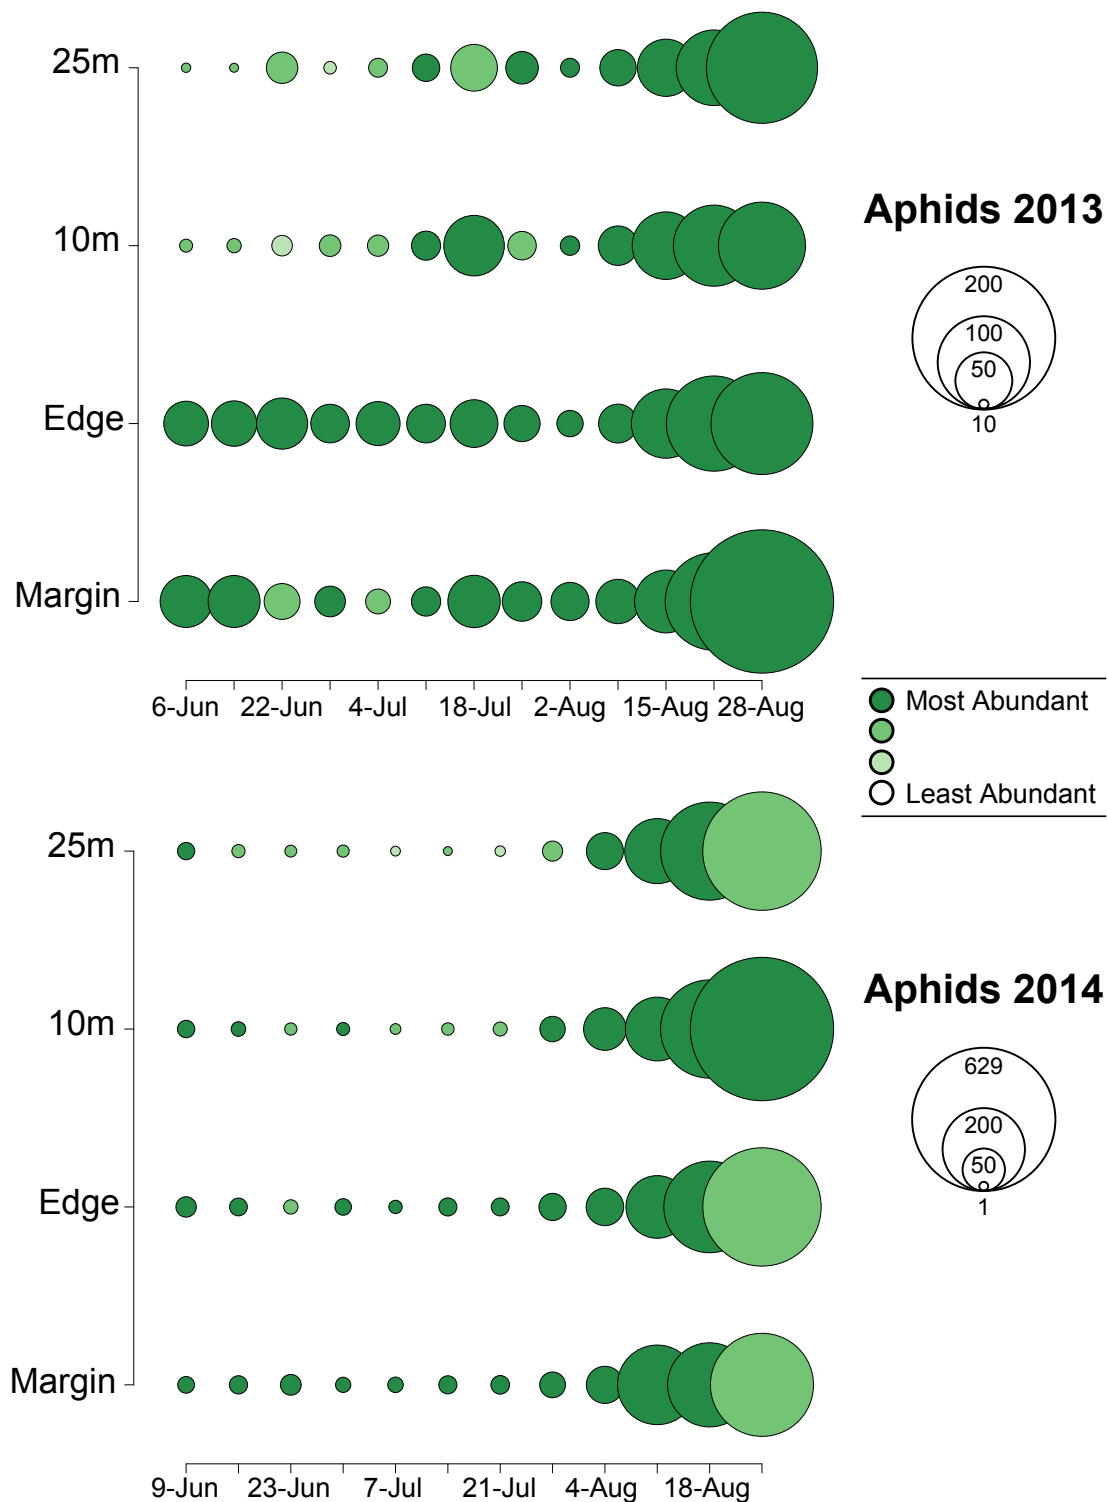 25m
10m
Edge
Margin
6-Jun 22-Jun 4-Jul 18-Jul 2-Aug 15-Aug 28-Aug
Aphids 2013
200
100
50
10
Most Abundant
Least Abundant
25m
10m
Edge
Margin
9-Jun 23-Jun 7-Jul 21-Jul 4-Aug 18-Aug
Aphids 2014
629
200
50
1